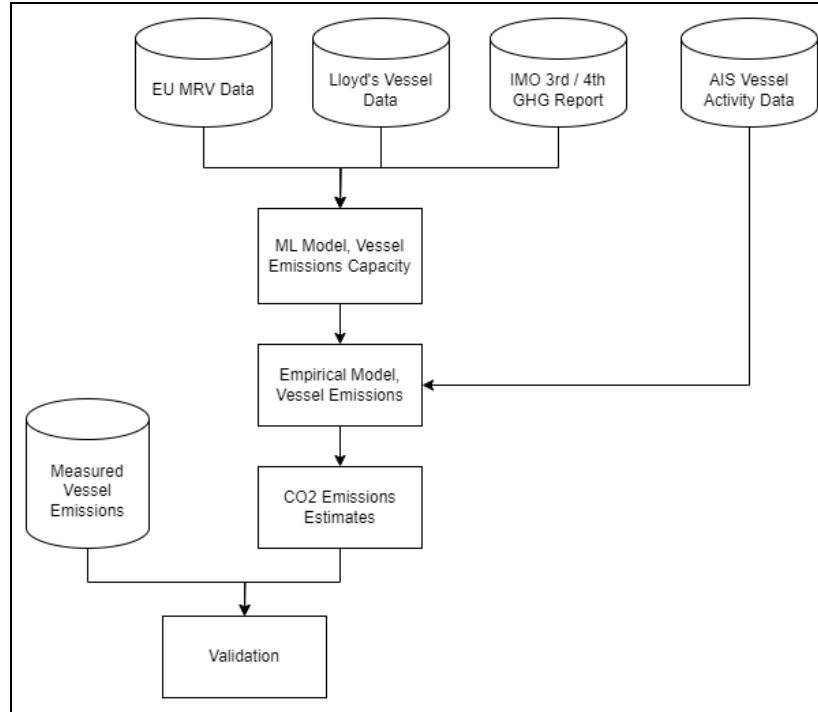 EU MRV Data
Lloyd's Vessel
Data
IMO 3rd / 4th
GHG Report
AIS Vessel
Activity Data
ML Model, Vessel
Emissions Capacity
Empirical Model,
Vessel Emissions
Measured
Vessel
Emissions
CO2 Emissions
Estimates
Validation